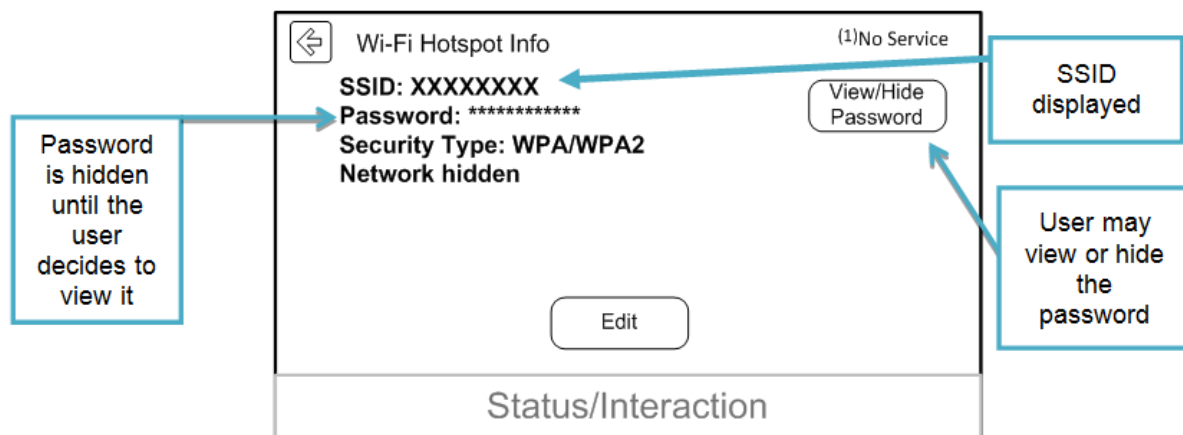 Wi-Fi Hotspot Info
(1)No Service
SSID: XXXXXXXX
Password: ************
Security Type: WPA/WPA2
Network hidden
View/Hide
Password
Edit
Status/Interaction
Password
is hidden
until the
user
decides to
view it
SSID
displayed
User may
view or hide
the
password